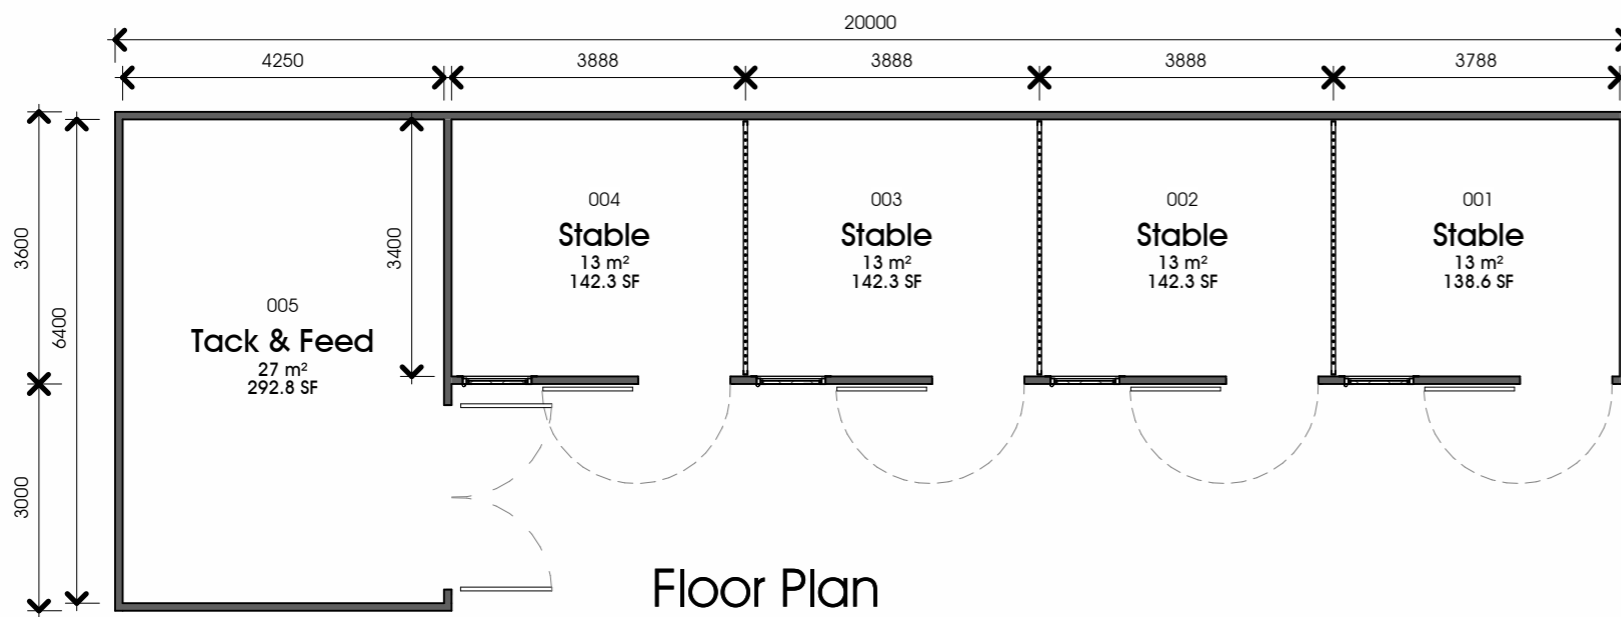 20000
4250
3888
3888
3888
3788
3600
6400
3400
3000
004
Stable
13 m²
142.3 SF
003
Stable
13 m²
142.3 SF
002
Stable
13 m²
142.3 SF
001
Stable
13 m²
138.6 SF
005
Tack & Feed
27 m²
292.8 SF
Floor Plan